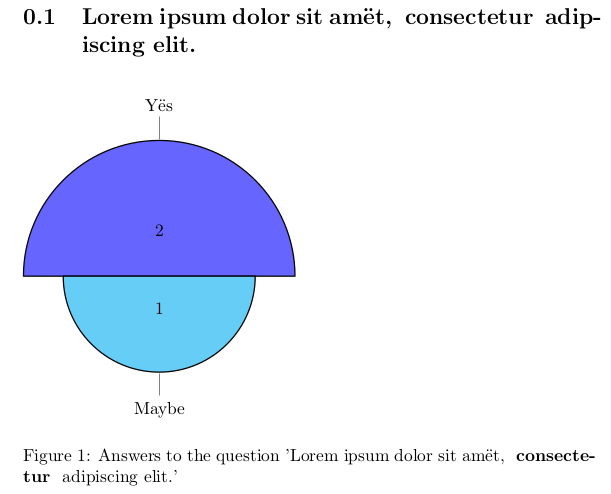 0.1 Lorem ipsum dolor sit amët, consectetur adip-
iscing elit.
Yës
2
1
Maybe
Figure 1: Answers to the question 'Lorem ipsum dolor sit amët, consecte-
tur adipiscing elit.'